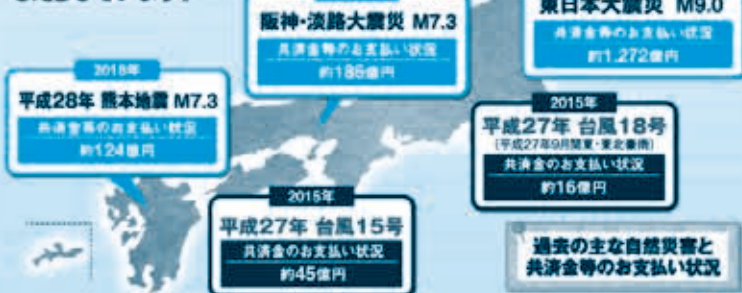 阪神・淡路大震災 M7.3
共済金等のお支払い状況
約186億円
東日本大震災 M9.0
共済金等のお支払い状況
約1,272億円
平成28年 熊本地震 M7.3
共済金等のお支払い状況
約124億円
2015年
平成27年 台風18号
(平成27年9月関東・東北豪雨)
共済金のお支払い状況
約16億円
2015年
平成27年 台風15号
共済金のお支払い状況
約45億円
過去の主な自然災害と
共済金等のお支払い状況